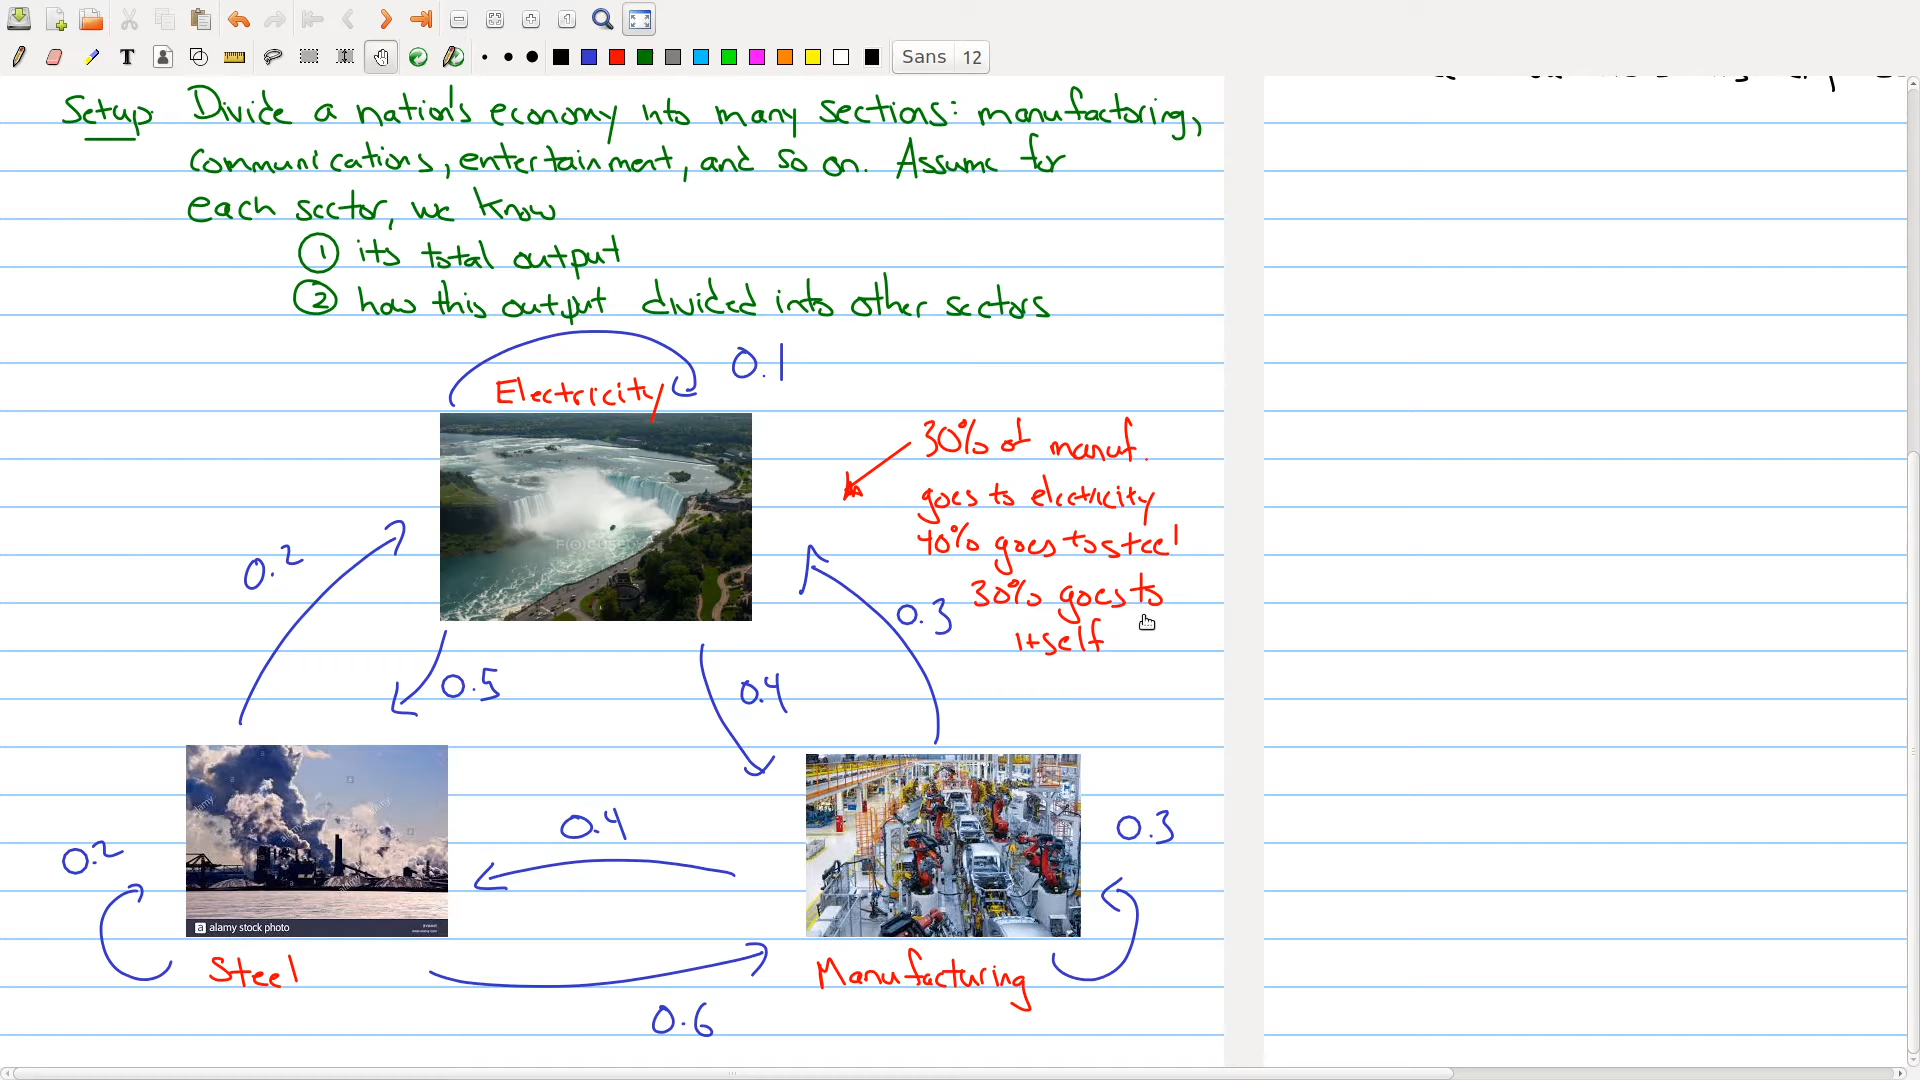 Sans 12
Setup Divide a nation's economy into many sections: manufactoring,
communications, entertainment, and so on. Assume for
each sector, we know
① its total output
② how this output divided into other sectors
0.1
Electricity
30% of manuf.
goes to electricity
40% goes to steel
30% goes to
itself
0.2
0.3
0.5
0.4
0.4
0.3
0.2
a alamy stock photo
Steel
Manufacturing
0.6